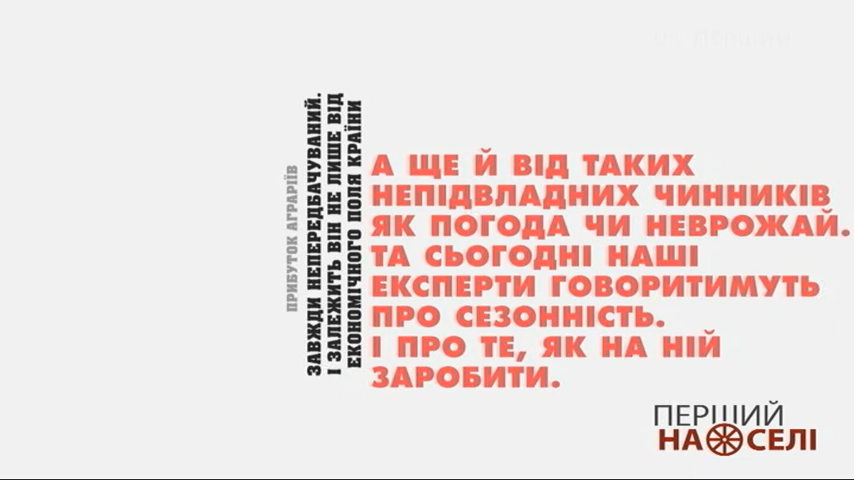 ПРИБУТОК АГРАРІЇВ
ЗАВЖДИ НЕПЕРЕДБАЧУВАНИЙ.
І ЗАЛЕЖИТЬ ВІН НЕ ЛИШЕ ВІД
ЕКОНОМІЧНОГО ПОЛЯ КРАЇНИ
А ЩЕ Й ВІД ТАКИХ
НЕПІДВЛАДНИХ ЧИННИКІВ
ЯК ПОГОДА ЧИ НЕВРОЖАЙ.
ТА СЬОГОДНІ НАШІ
ЕКСПЕРТИ ГОВОРИТИМУТЬ
ПРО СЕЗОННІСТЬ.
І ПРО ТЕ, ЯК НА НІЙ
ЗАРОБИТИ.
ПЕРШИЙ
НА СЕЛІ